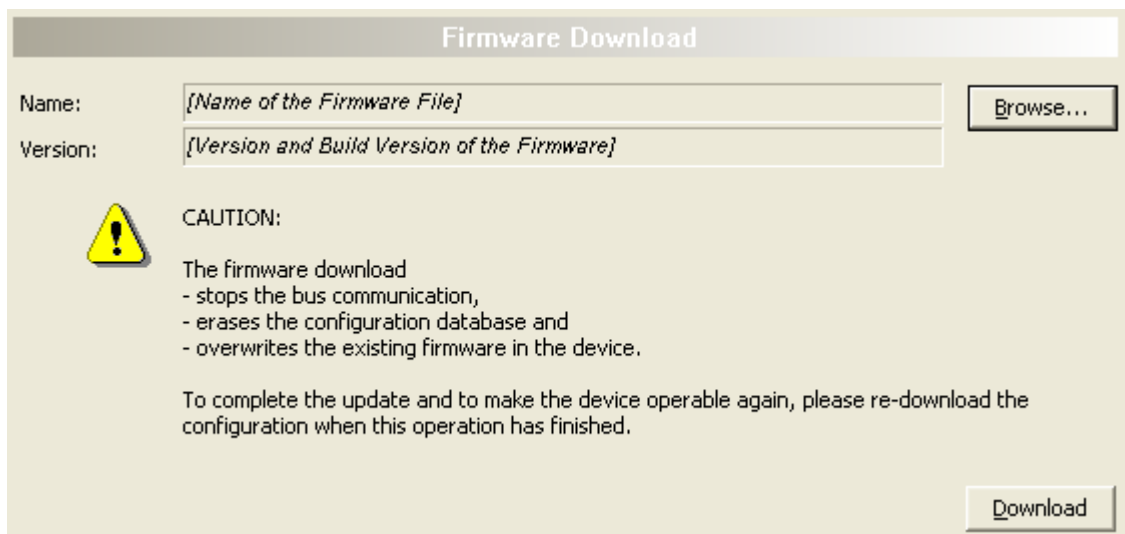 Firmware Download
Name: [Name of the Firmware File] Browse...
Version: [Version and Build Version of the Firmware]
CAUTION:
The firmware download
- stops the bus communication,
- erases the configuration database and
- overwrites the existing firmware in the device.
To complete the update and to make the device operable again, please re-download the
configuration when this operation has finished.
Download